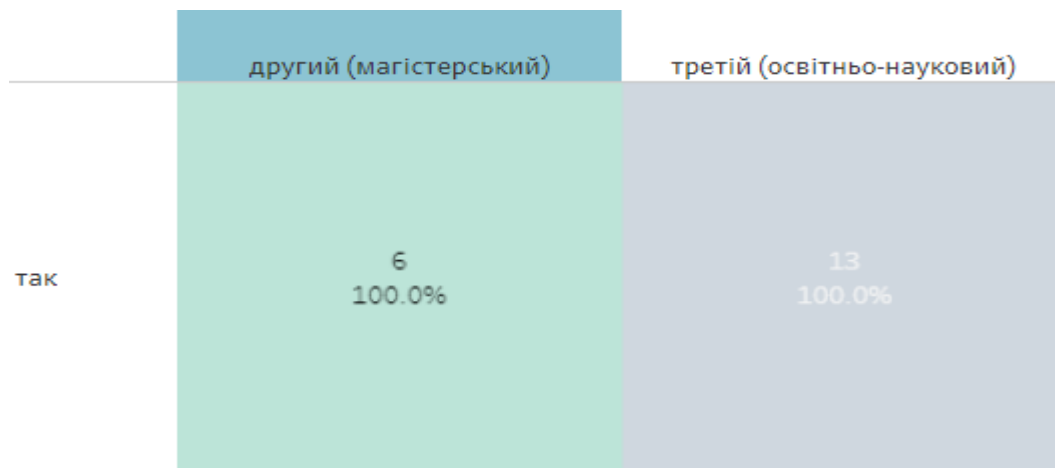 другий (магістерський) третій (освітньо-науковий)
так
6 13
100.0% 100.0%